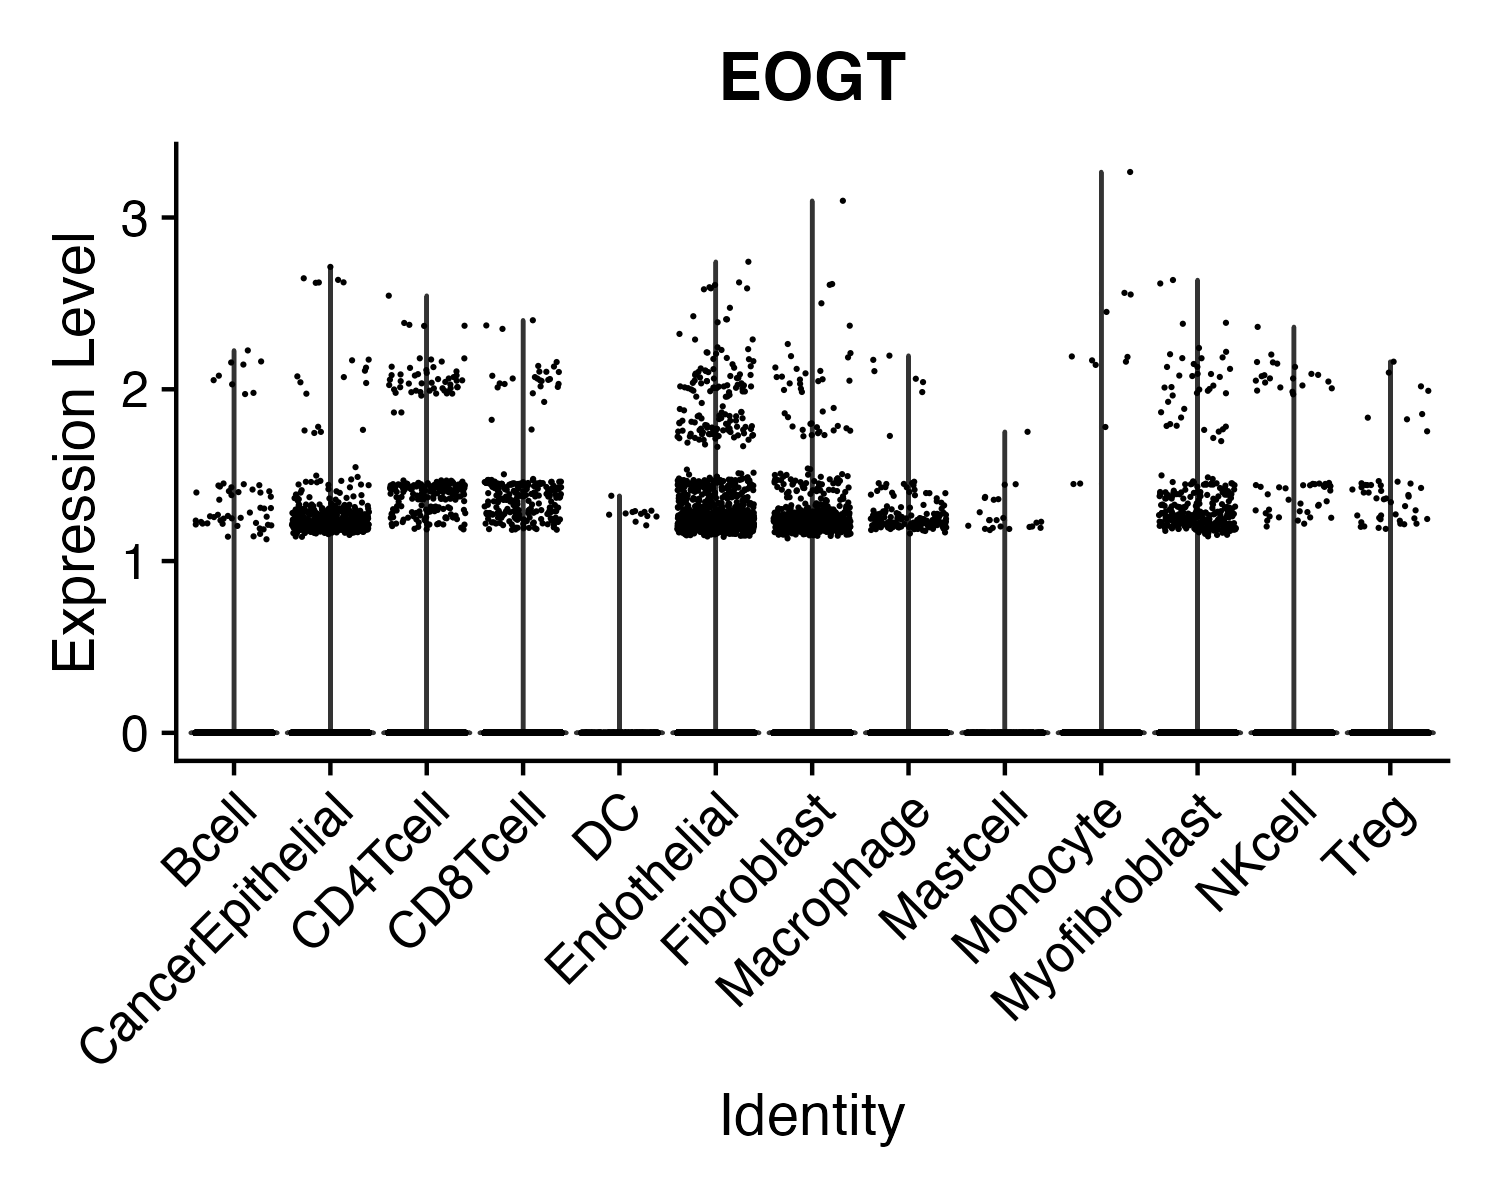 EOGT
Expression Level
3
2
1
0
Bcell
CancerEpithelial
CD4Tcell
CD8Tcell
DC
Endothelial
Fibroblast
Macrophage
Mastcell
Monocyte
Myofibroblast
NKcell
Treg
Identity